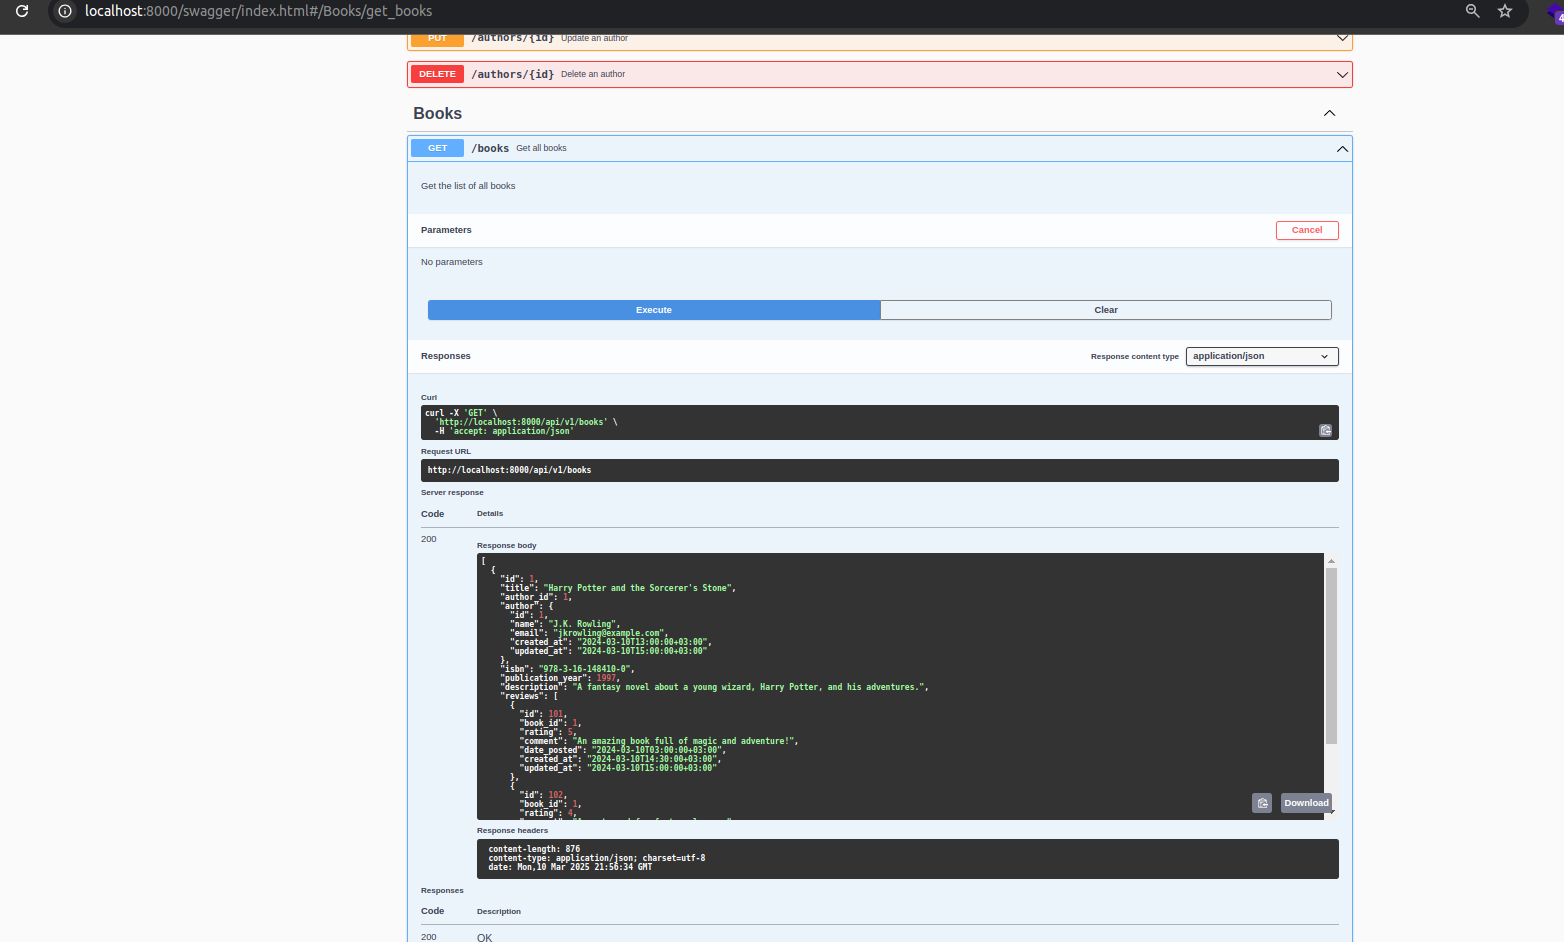 localhost:8000/swagger/index.html#/Books/get_books
4
PUT /authors/{id} Update an author
DELETE /authors/{id} Delete an author
Books
GET /books Get all books
Get the list of all books
Parameters Cancel
No parameters
Execute Clear
Responses Response content type application/json
Curl
curl -X 'GET' \
'http://localhost:8000/api/v1/books' \
-H 'accept: application/json'
Request URL
http://localhost:8000/api/v1/books
Server response
Code Details
200
Response body
[
{
"id": 1,
"title": "Harry Potter and the Sorcerer's Stone",
"author_id": 1,
"author": {
"id": 1,
"name": "J.K. Rowling",
"email": "jkrowling@example.com",
"created_at": "2024-03-10T13:00:00+03:00",
"updated_at": "2024-03-10T15:00:00+03:00"
},
"isbn": "978-3-16-148410-0",
"publication_year": 1997,
"description": "A fantasy novel about a young wizard, Harry Potter, and his adventures.",
"reviews": [
{
"id": 101,
"book_id": 1,
"rating": 5,
"comment": "An amazing book full of magic and adventure!",
"date_posted": "2024-03-10T03:00:00+03:00",
"created_at": "2024-03-10T14:30:00+03:00",
"updated_at": "2024-03-10T15:00:00+03:00"
},
{
"id": 102,
"book_id": 1,
"rating": 4,
Download
Response headers
content-length: 876
content-type: application/json; charset=utf-8
date: Mon,10 Mar 2025 21:56:34 GMT
Responses
Code Description
200 OK